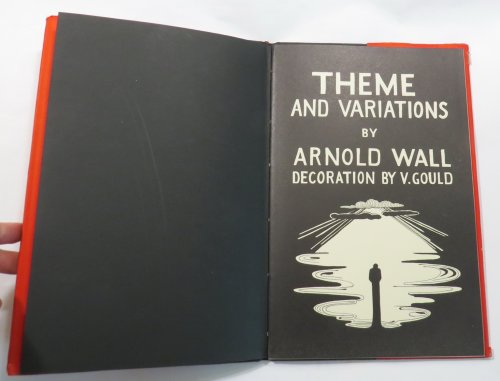 THEME
AND VARIATIONS
BY
ARNOLD WALL
DECORATION BY V. GOULD